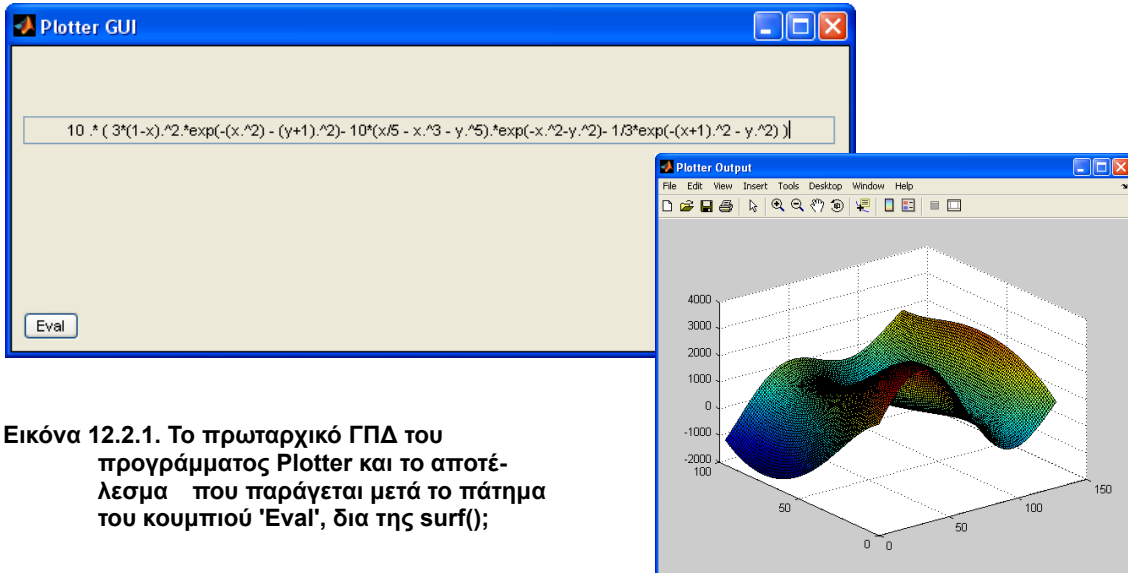 Plotter GUI
10 .* ( 3*(1-x).^2.*exp(-(x.^2) - (y+1).^2)- 10*(x/5 - x.^3 - y.^5).*exp(-x.^2-y.^2)- 1/3*exp(-(x+1).^2 - y.^2) )
Eval
Plotter Output
File Edit View Insert Tools Desktop Window Help
4000
3000
2000
1000
0
-1000
-2000
100
50
0
0
50
100
150
Εικόνα 12.2.1. Το πρωταρχικό ΓΠΔ του
προγράμματος Plotter και το αποτέ-
λεσμα που παράγεται μετά το πάτημα
του κουμπιού 'Eval', δια της surf();